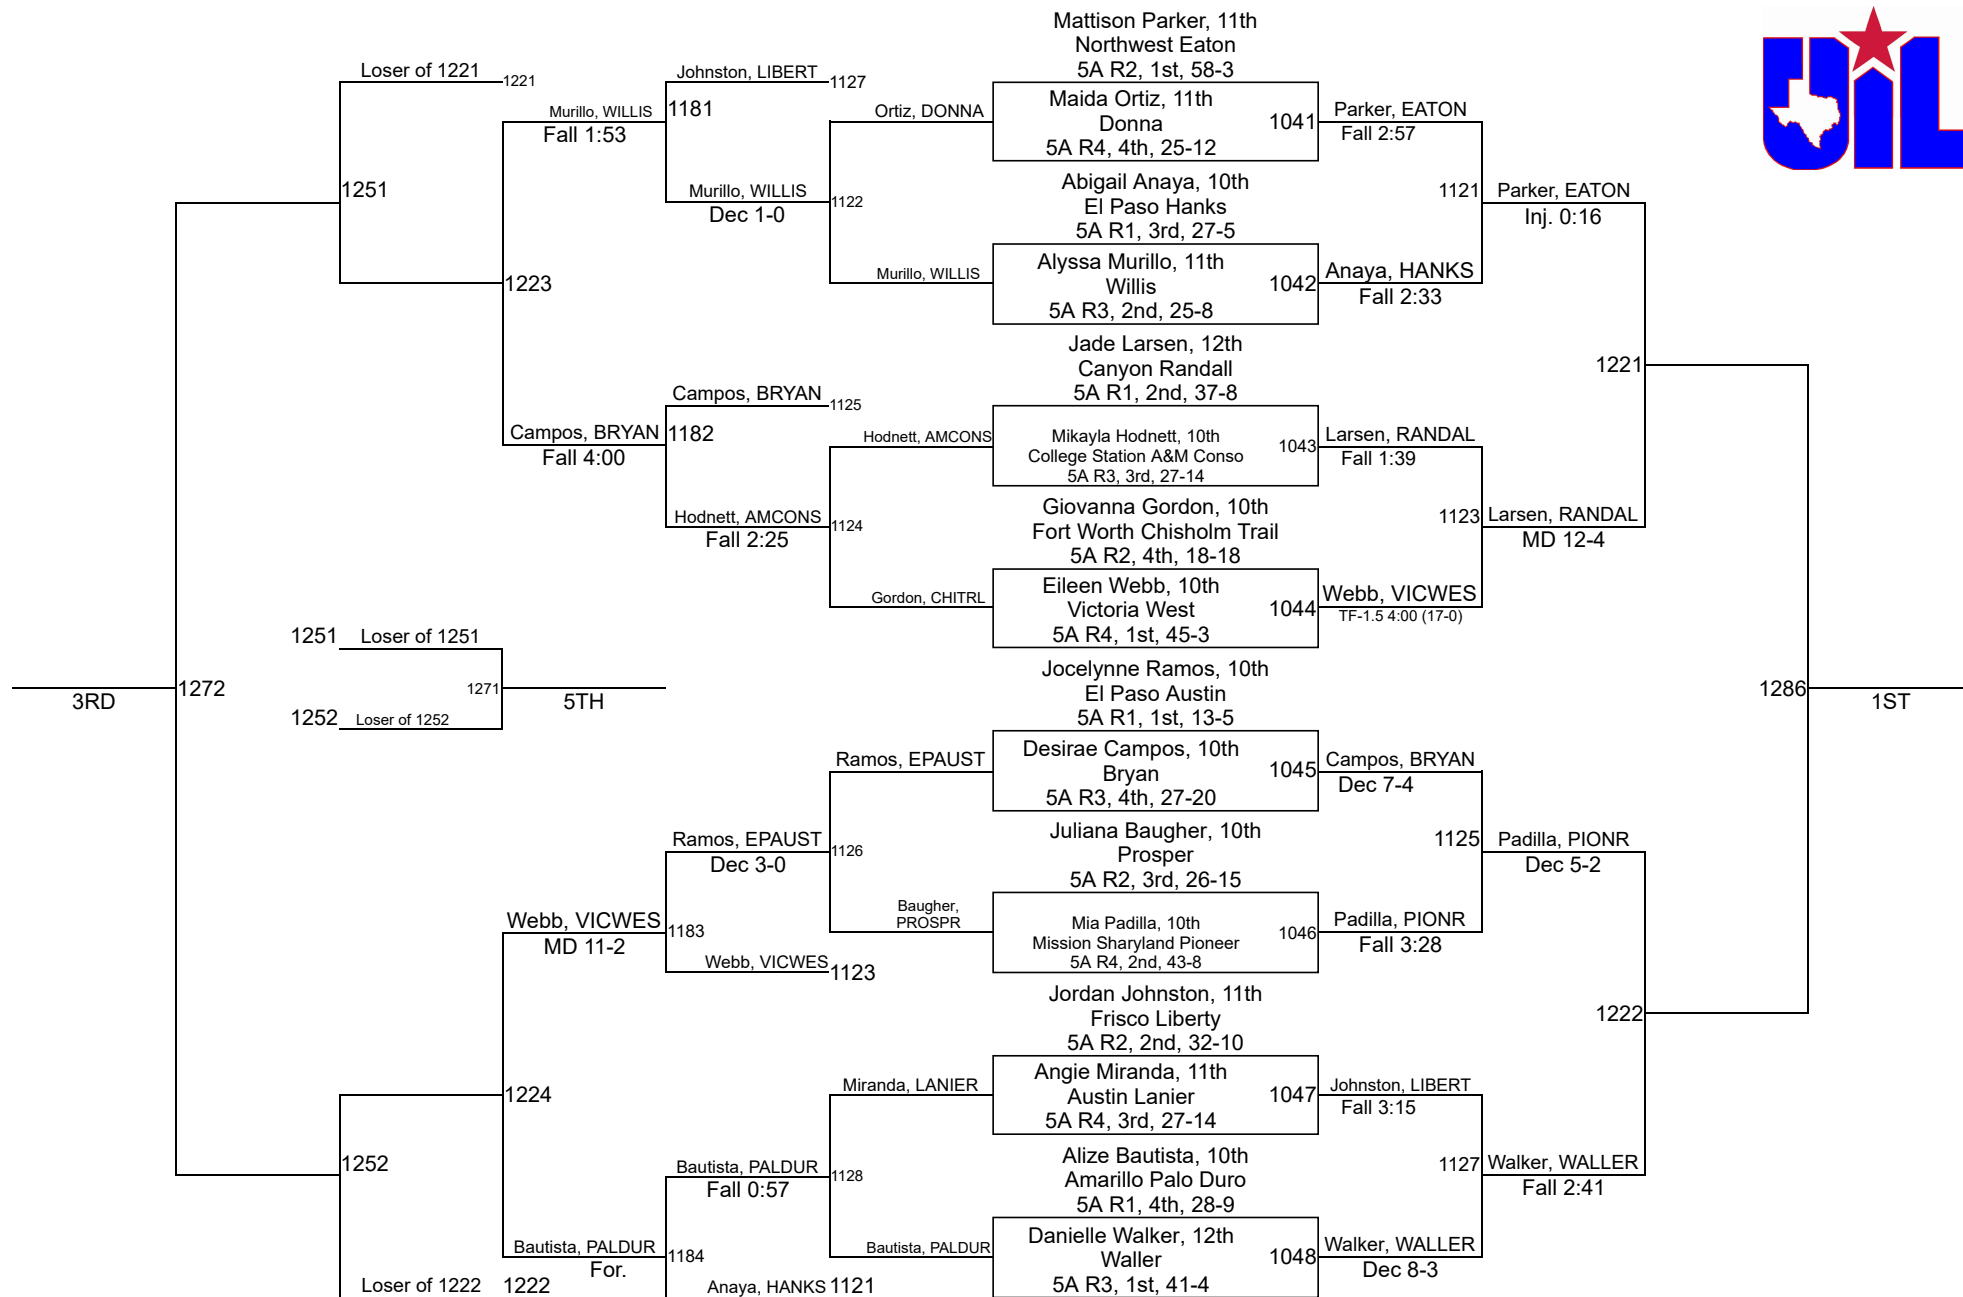 Mattison Parker, 11th
Northwest Eaton
5A R2, 1st, 58-3
UIL
Loser of 1221
1221
Johnston, LIBERT
1127
Murillo, WILLIS
Fall 1:53
1181
Ortiz, DONNA
Maida Ortiz, 11th
Donna
5A R4, 4th, 25-12
1041
Parker, EATON
Fall 2:57
1251
Murillo, WILLIS
Dec 1-0
1122
Abigail Anaya, 10th
El Paso Hanks
5A R1, 3rd, 27-5
1121
Parker, EATON
Inj. 0:16
1223
Murillo, WILLIS
Alyssa Murillo, 11th
Willis
5A R3, 2nd, 25-8
1042
Anaya, HANKS
Fall 2:33
Jade Larsen, 12th
Canyon Randall
5A R1, 2nd, 37-8
1221
Campos, BRYAN
1125
Campos, BRYAN
Fall 4:00
1182
Hodnett, AMCONS
Mikayla Hodnett, 10th
College Station A&M Conso
5A R3, 3rd, 27-14
1043
Larsen, RANDAL
Fall 1:39
Hodnett, AMCONS
Fall 2:25
1124
Giovanna Gordon, 10th
Fort Worth Chisholm Trail
5A R2, 4th, 18-18
1123
Larsen, RANDAL
MD 12-4
Gordon, CHITRL
Eileen Webb, 10th
Victoria West
5A R4, 1st, 45-3
1044
Webb, VICWES
TF-1.5 4:00 (17-0)
1251
Loser of 1251
Jocelynne Ramos, 10th
El Paso Austin
5A R1, 1st, 13-5
3RD
1272
1271
5TH
1286
1ST
1252
Loser of 1252
Ramos, EPAUST
Desirae Campos, 10th
Bryan
5A R3, 4th, 27-20
1045
Campos, BRYAN
Dec 7-4
Ramos, EPAUST
Dec 3-0
1126
Juliana Baugher, 10th
Prosper
5A R2, 3rd, 26-15
1125
Padilla, PIONR
Dec 5-2
Webb, VICWES
MD 11-2
1183
Baugher,
PROSPR
Mia Padilla, 10th
Mission Sharyland Pioneer
5A R4, 2nd, 43-8
1046
Padilla, PIONR
Fall 3:28
Webb, VICWES
1123
Jordan Johnston, 11th
Frisco Liberty
5A R2, 2nd, 32-10
1222
1224
Miranda, LANIER
Angie Miranda, 11th
Austin Lanier
5A R4, 3rd, 27-14
1047
Johnston, LIBERT
Fall 3:15
1252
Bautista, PALDUR
Fall 0:57
1128
Alize Bautista, 10th
Amarillo Palo Duro
5A R1, 4th, 28-9
1127
Walker, WALLER
Fall 2:41
Bautista, PALDUR
For.
1184
Bautista, PALDUR
Danielle Walker, 12th
Waller
5A R3, 1st, 41-4
1048
Walker, WALLER
Dec 8-3
Loser of 1222
1222
Anaya, HANKS
1121